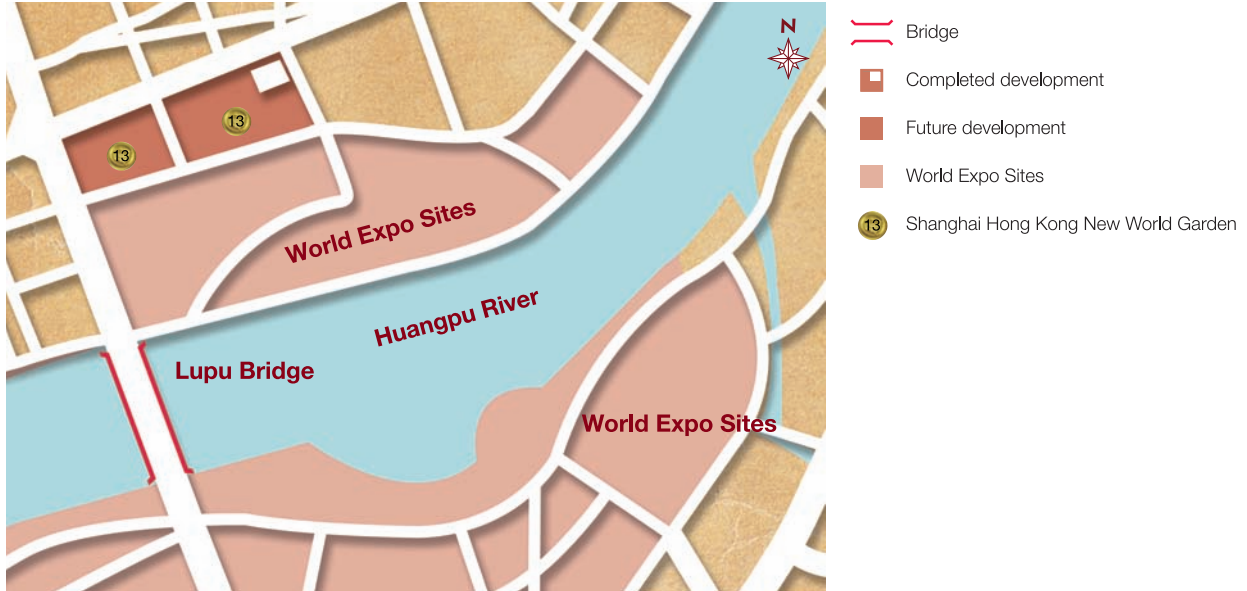 N
Bridge
Completed development
Future development
World Expo Sites
13 Shanghai Hong Kong New World Garden
13
13
World Expo Sites
Huangpu River
Lupu Bridge
World Expo Sites